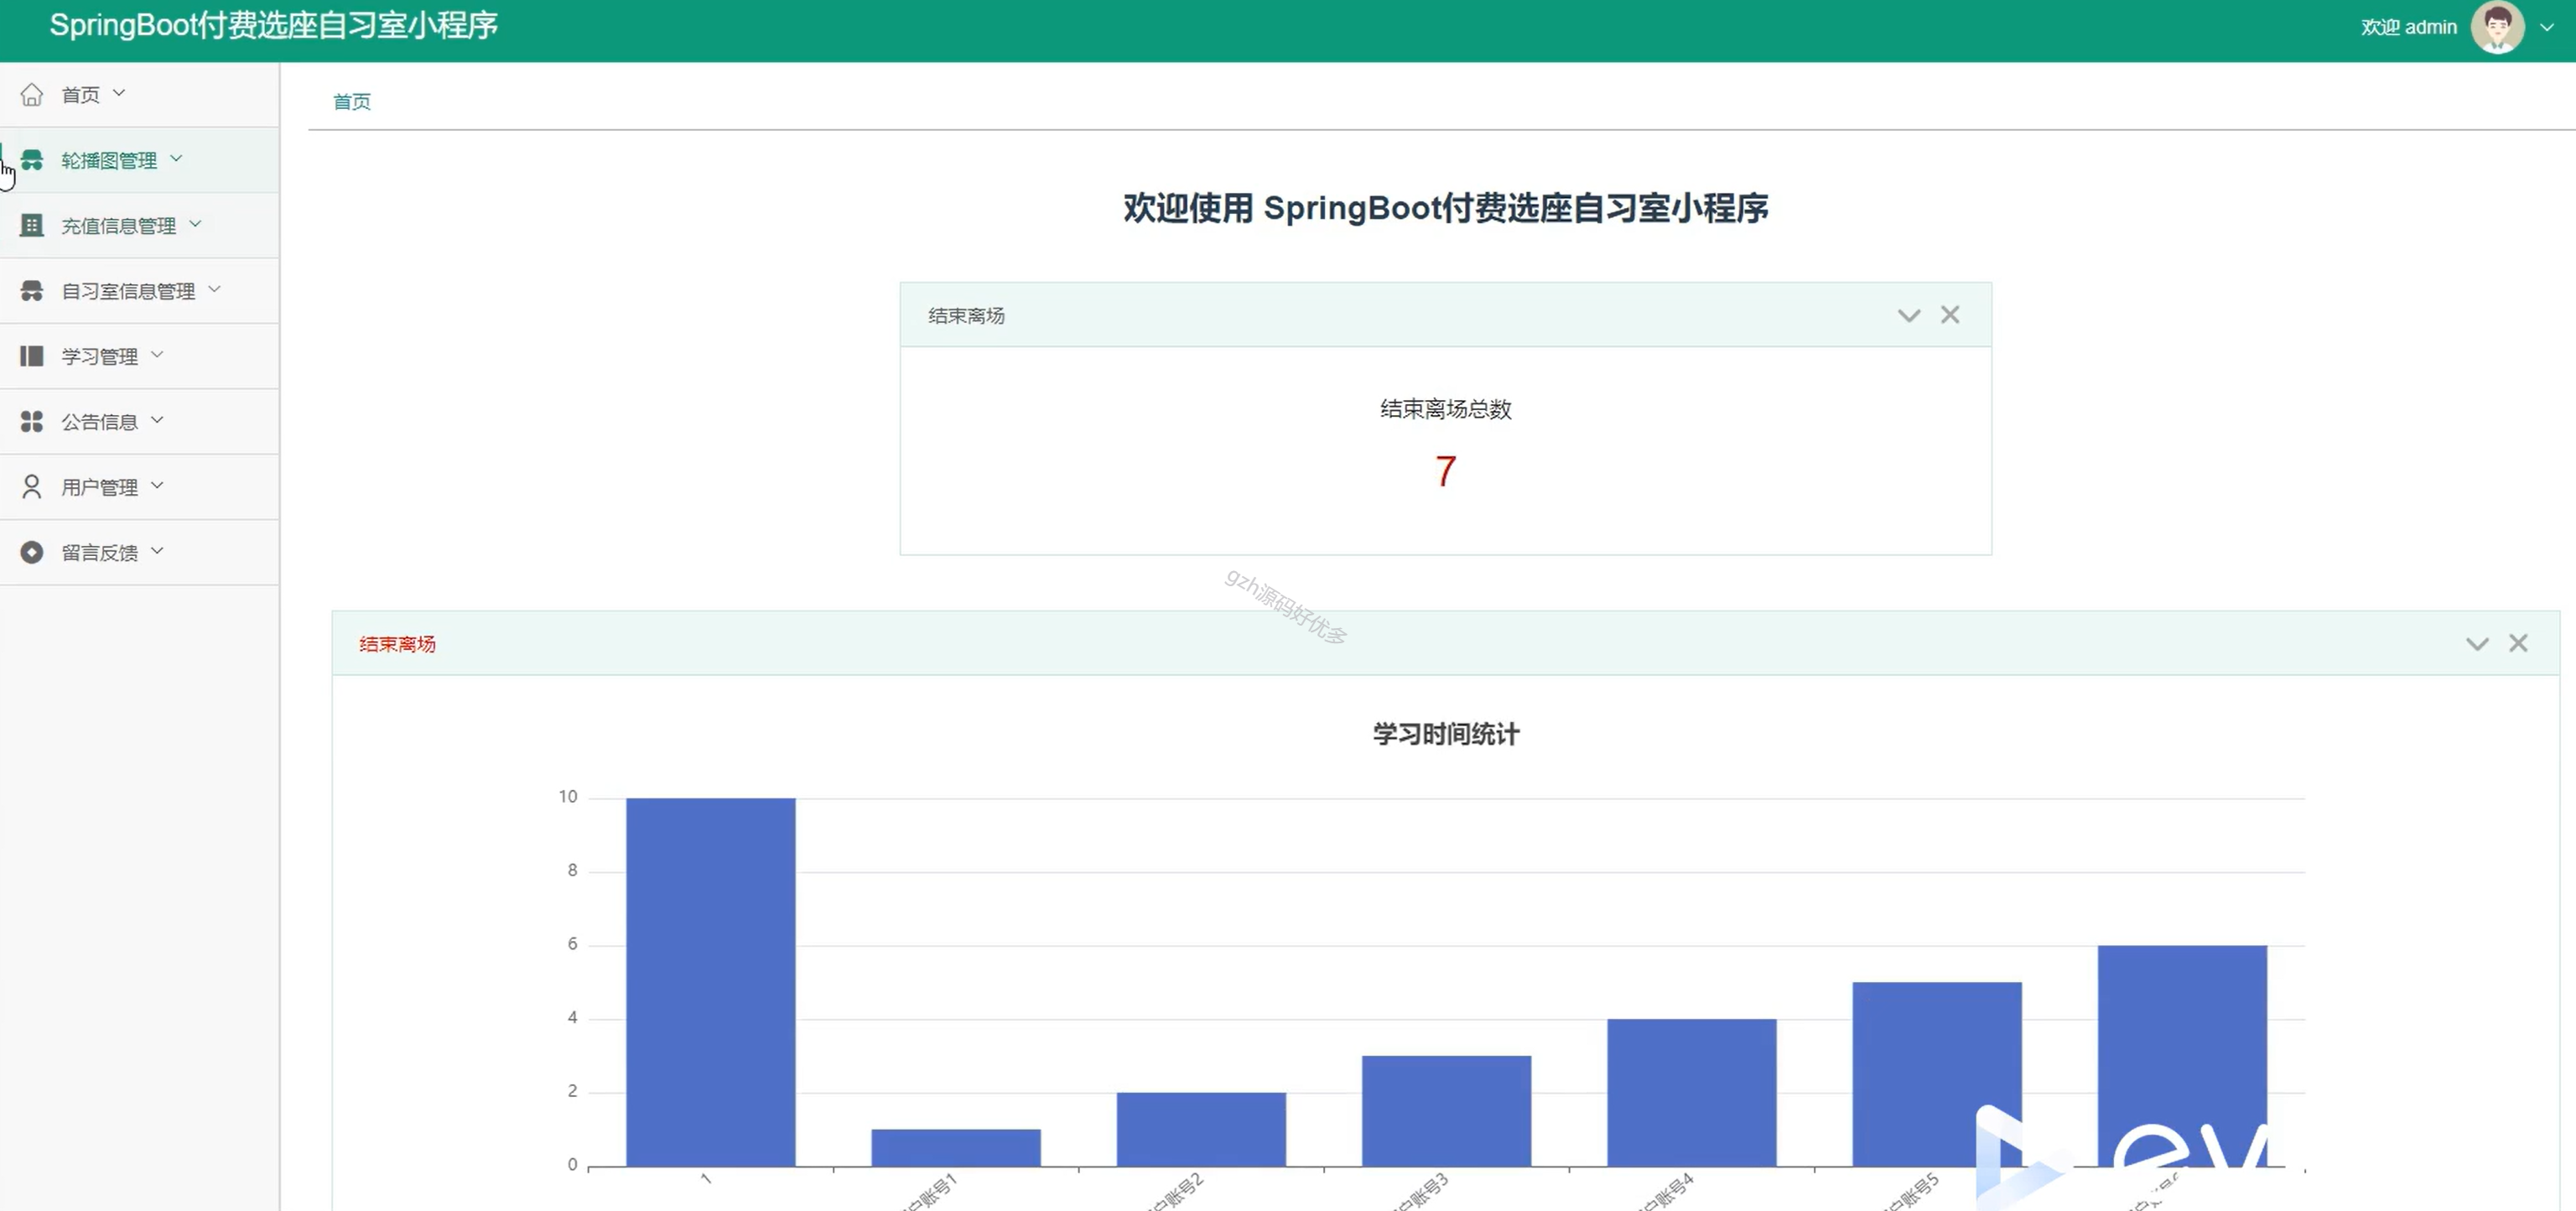 SpringBoot付费选座自习室小程序
欢迎 admin
首页
轮播图管理
充值信息管理
自习室信息管理
学习管理
公告信息
用户管理
留言反馈
首页
欢迎使用 SpringBoot付费选座自习室小程序
结束离场
结束离场总数
7
gzh源码好优多
结束离场
学习时间统计
10
8
6
4
2
0
1
户账号1
户账号2
户账号3
户账号4
户账号5
ev